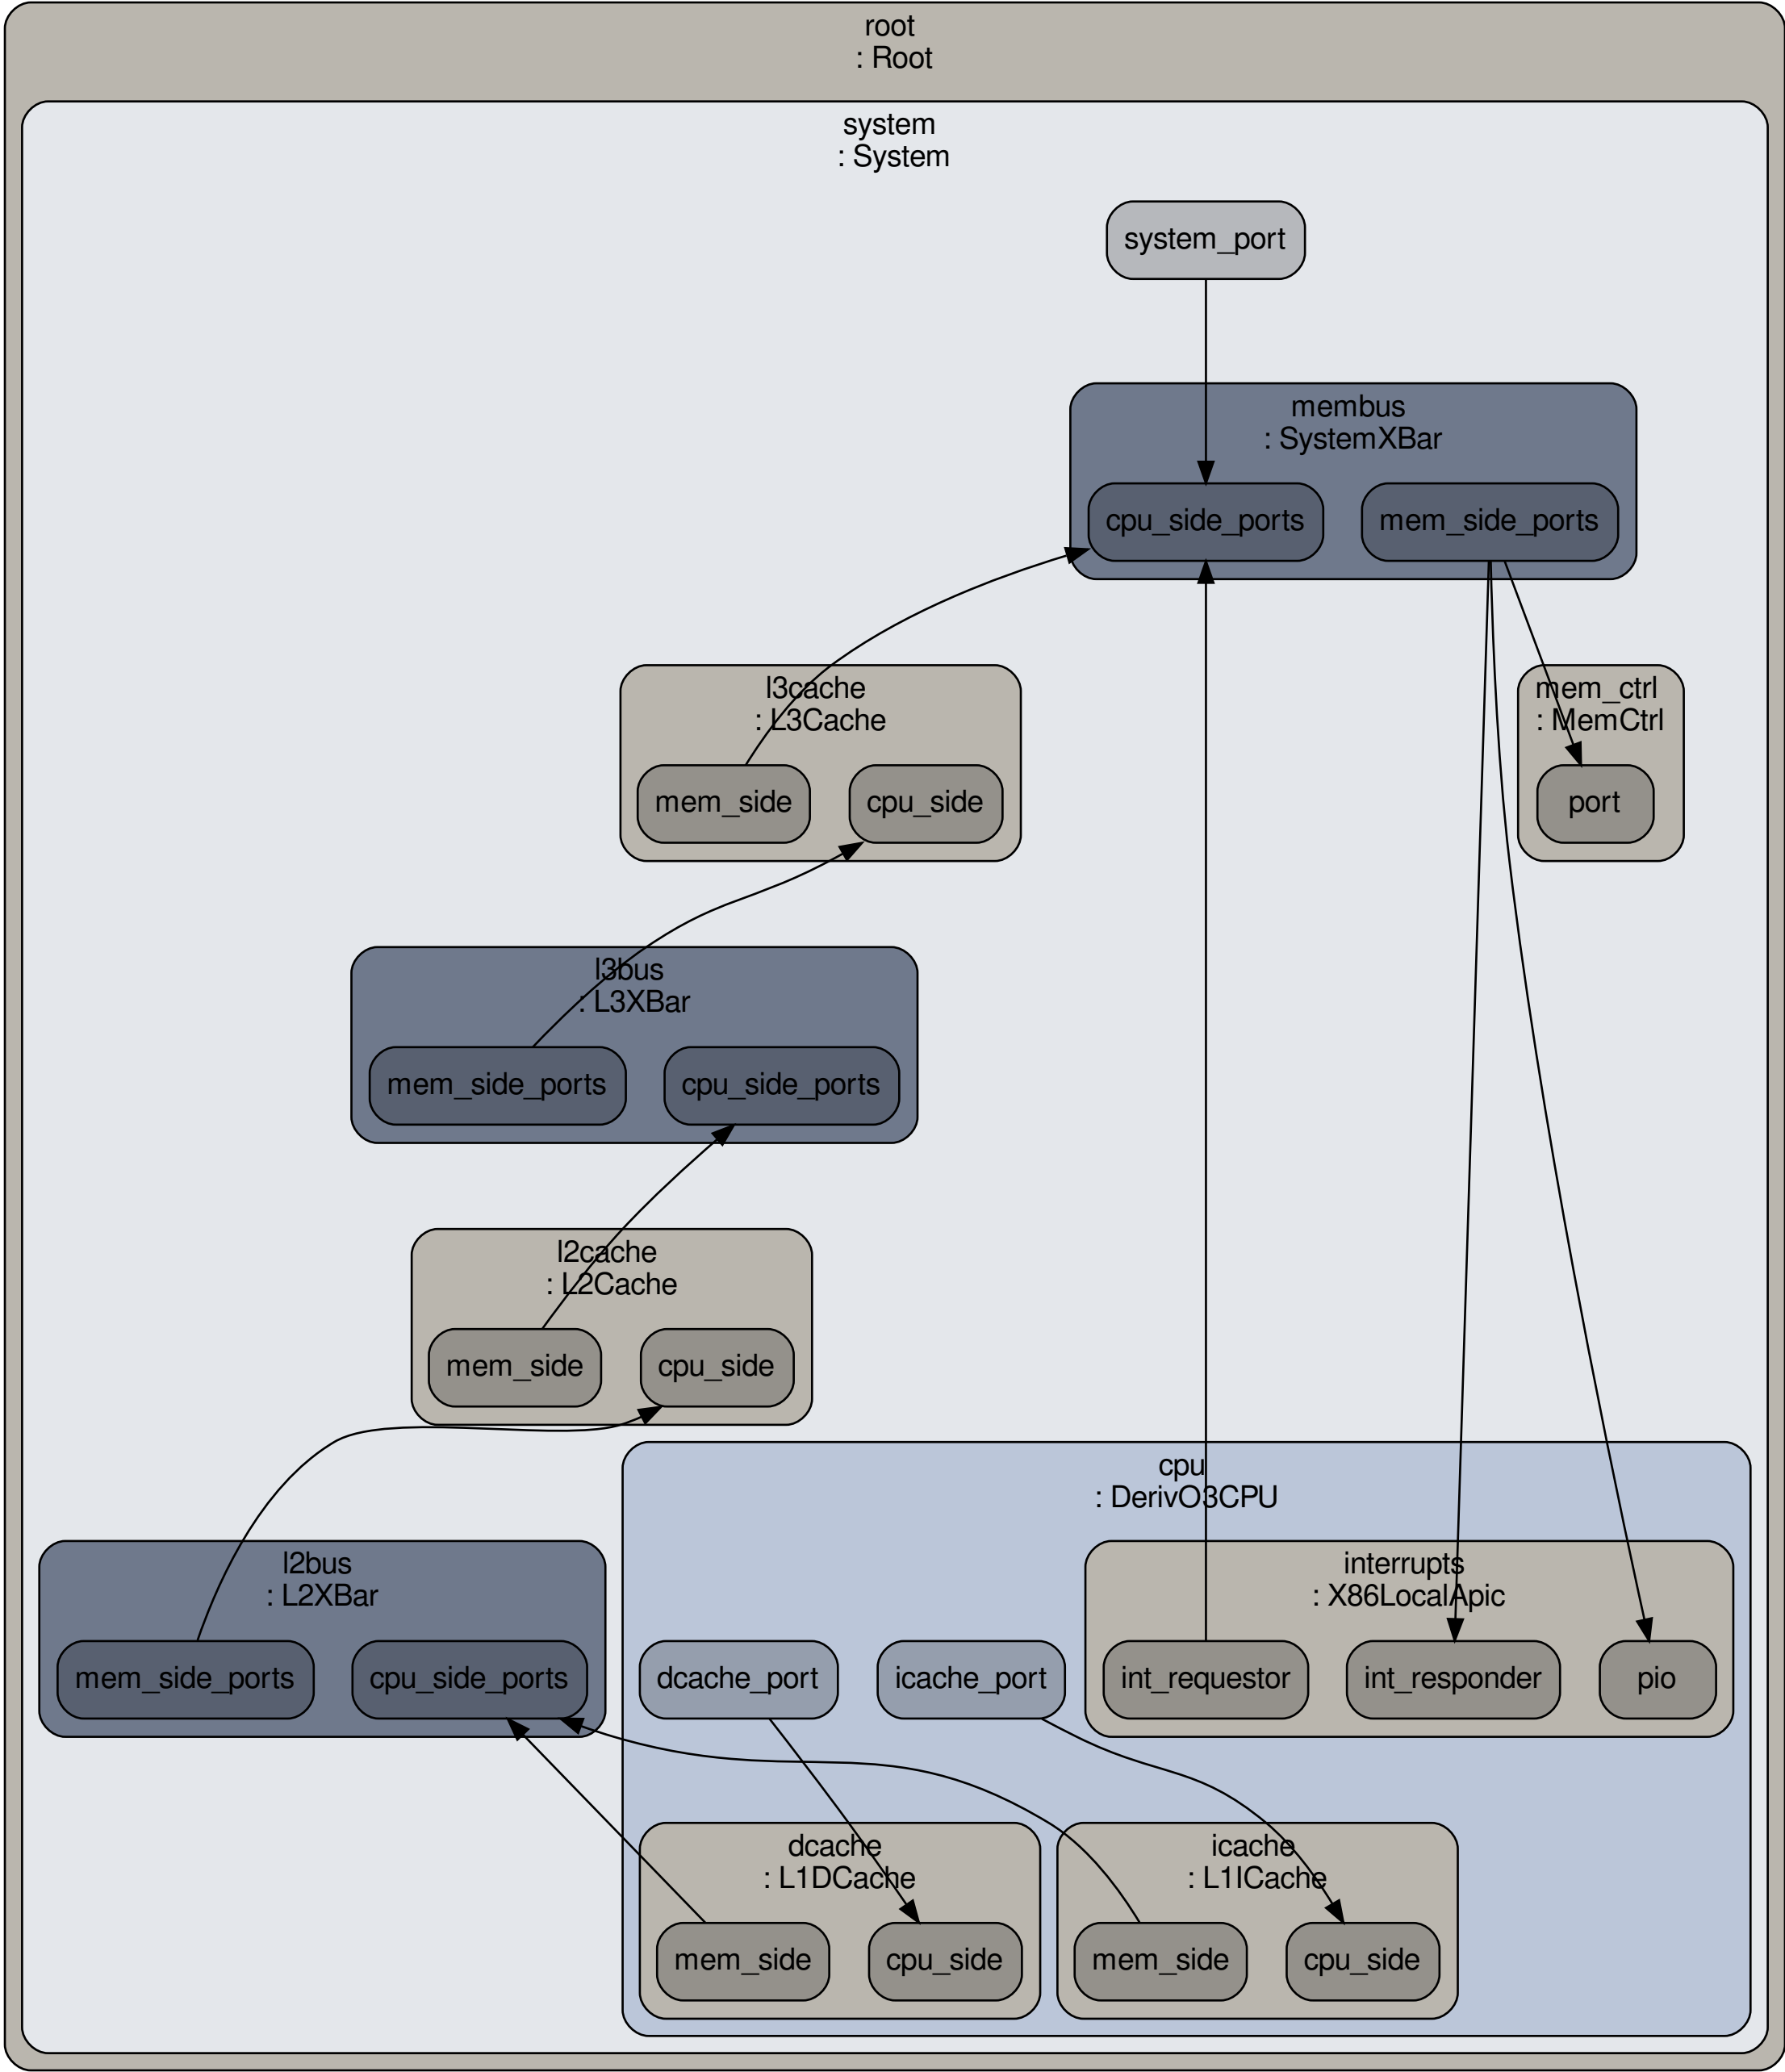 root
: Root
system
: System
system_port
membus
: SystemXBar
cpu_side_ports
mem_side_ports
l3cache
: L3Cache
mem_side
cpu_side
mem_ctrl
: MemCtrl
port
l3bus
: L3XBar
mem_side_ports
cpu_side_ports
l2cache
: L2Cache
mem_side
cpu_side
cpu
: DerivO3CPU
l2bus
: L2XBar
mem_side_ports
cpu_side_ports
dcache_port
icache_port
interrupts
: X86LocalApic
int_requestor
int_responder
pio
dcache
: L1DCache
mem_side
cpu_side
icache
: L1ICache
mem_side
cpu_side